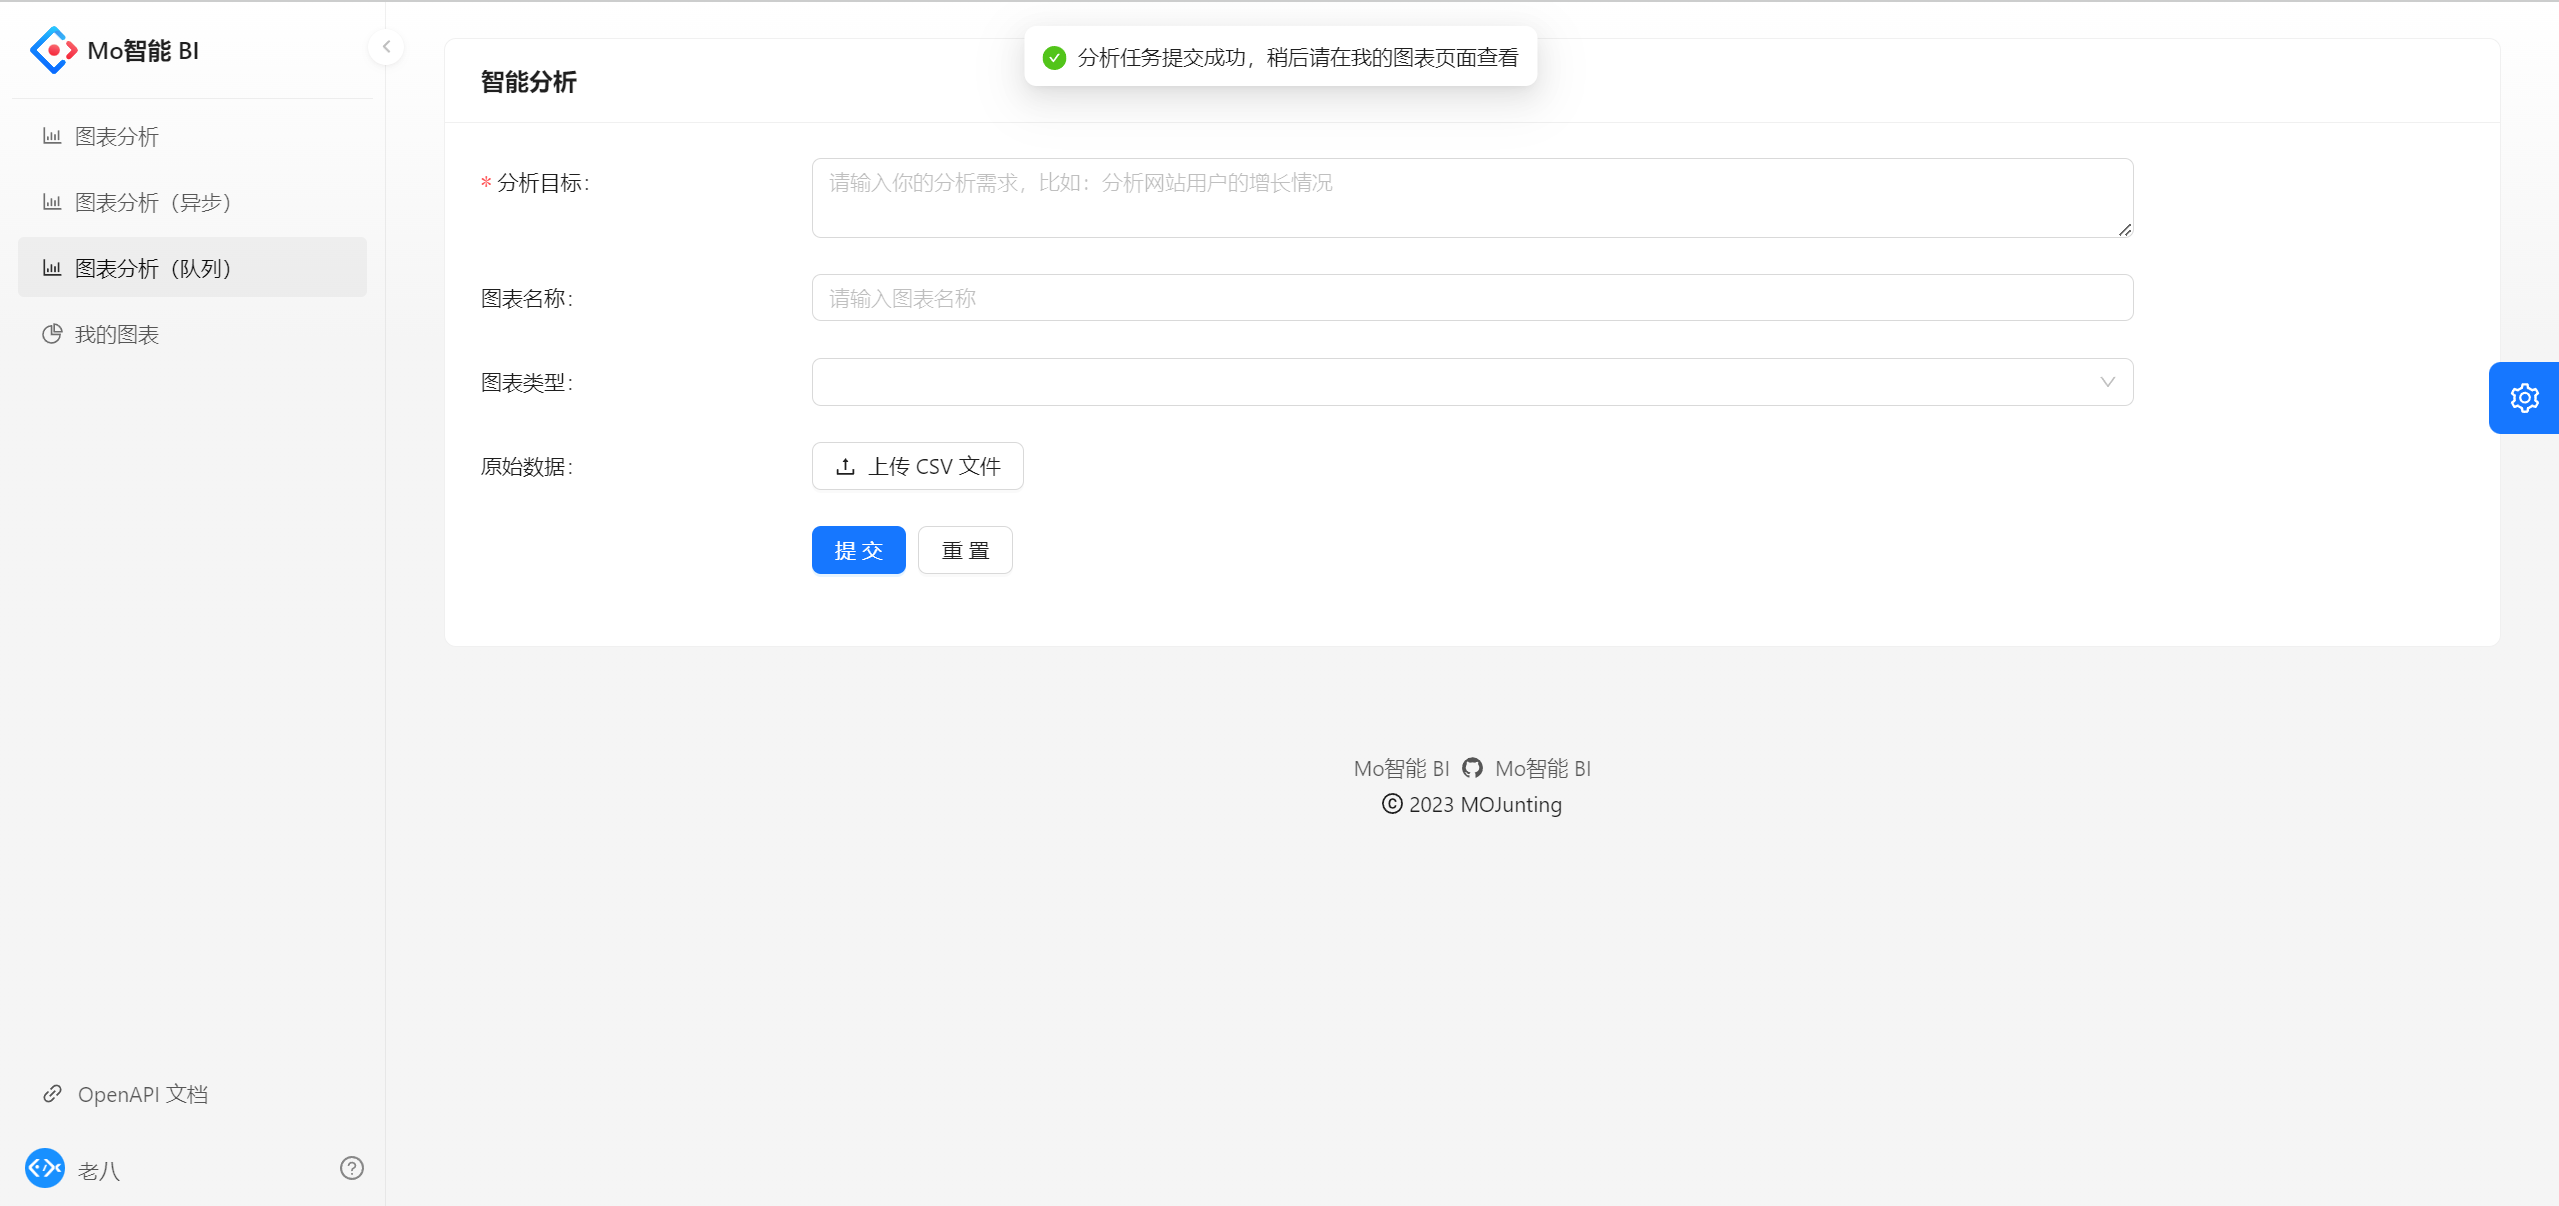 Mo智能 BI
分析任务提交成功，稍后请在我的图表页面查看
智能分析
图表分析
图表分析（异步）
图表分析（队列）
我的图表
* 分析目标:
请输入你的分析需求，比如：分析网站用户的增长情况
图表名称:
请输入图表名称
图表类型:
原始数据:
上传 CSV 文件
提 交
重 置
Mo智能 BI Mo智能 BI
© 2023 MOJunting
OpenAPI 文档
老八